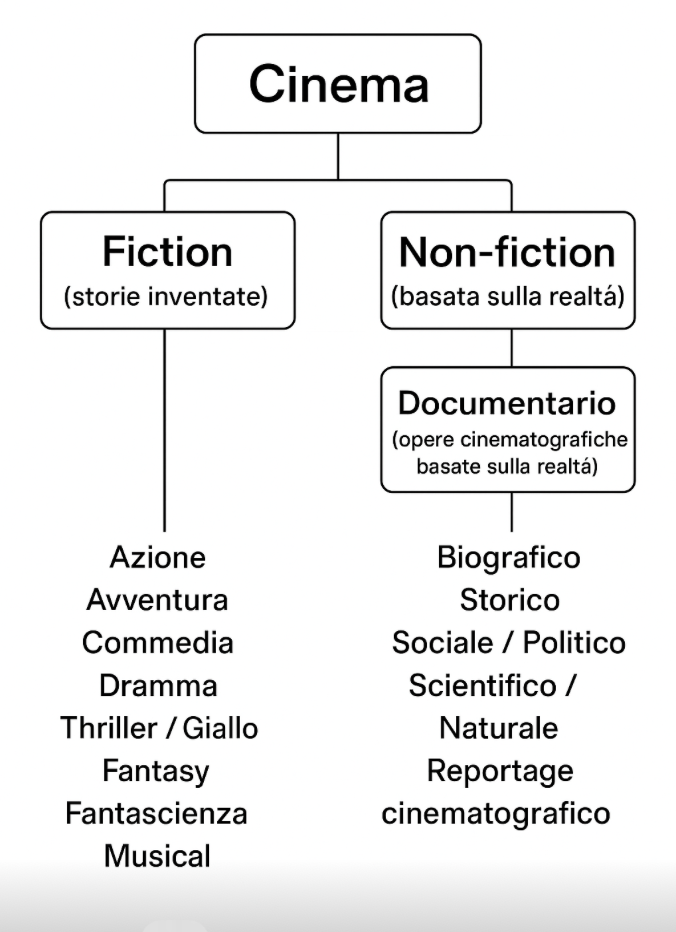 Cinema
Fiction
(storie inventate)
Non-fiction
(basata sulla realtá)
Documentario
(opere cinematografiche
basate sulla realtá)
Azione
Avventura
Commedia
Dramma
Thriller / Giallo
Fantasy
Fantascienza
Musical
Biografico
Storico
Sociale / Politico
Scientifico /
Naturale
Reportage
cinematografico